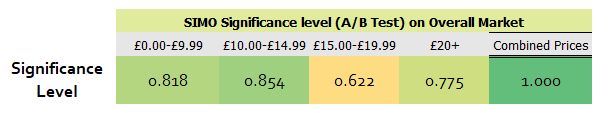 SIMO Significance level (A/B Test) on Overall Market
£0.00-£9.99 £10.00-£14.99 £15.00-£19.99 £20+ Combined Prices
Significance
Level
0.818 0.854 0.622 0.775 1.000